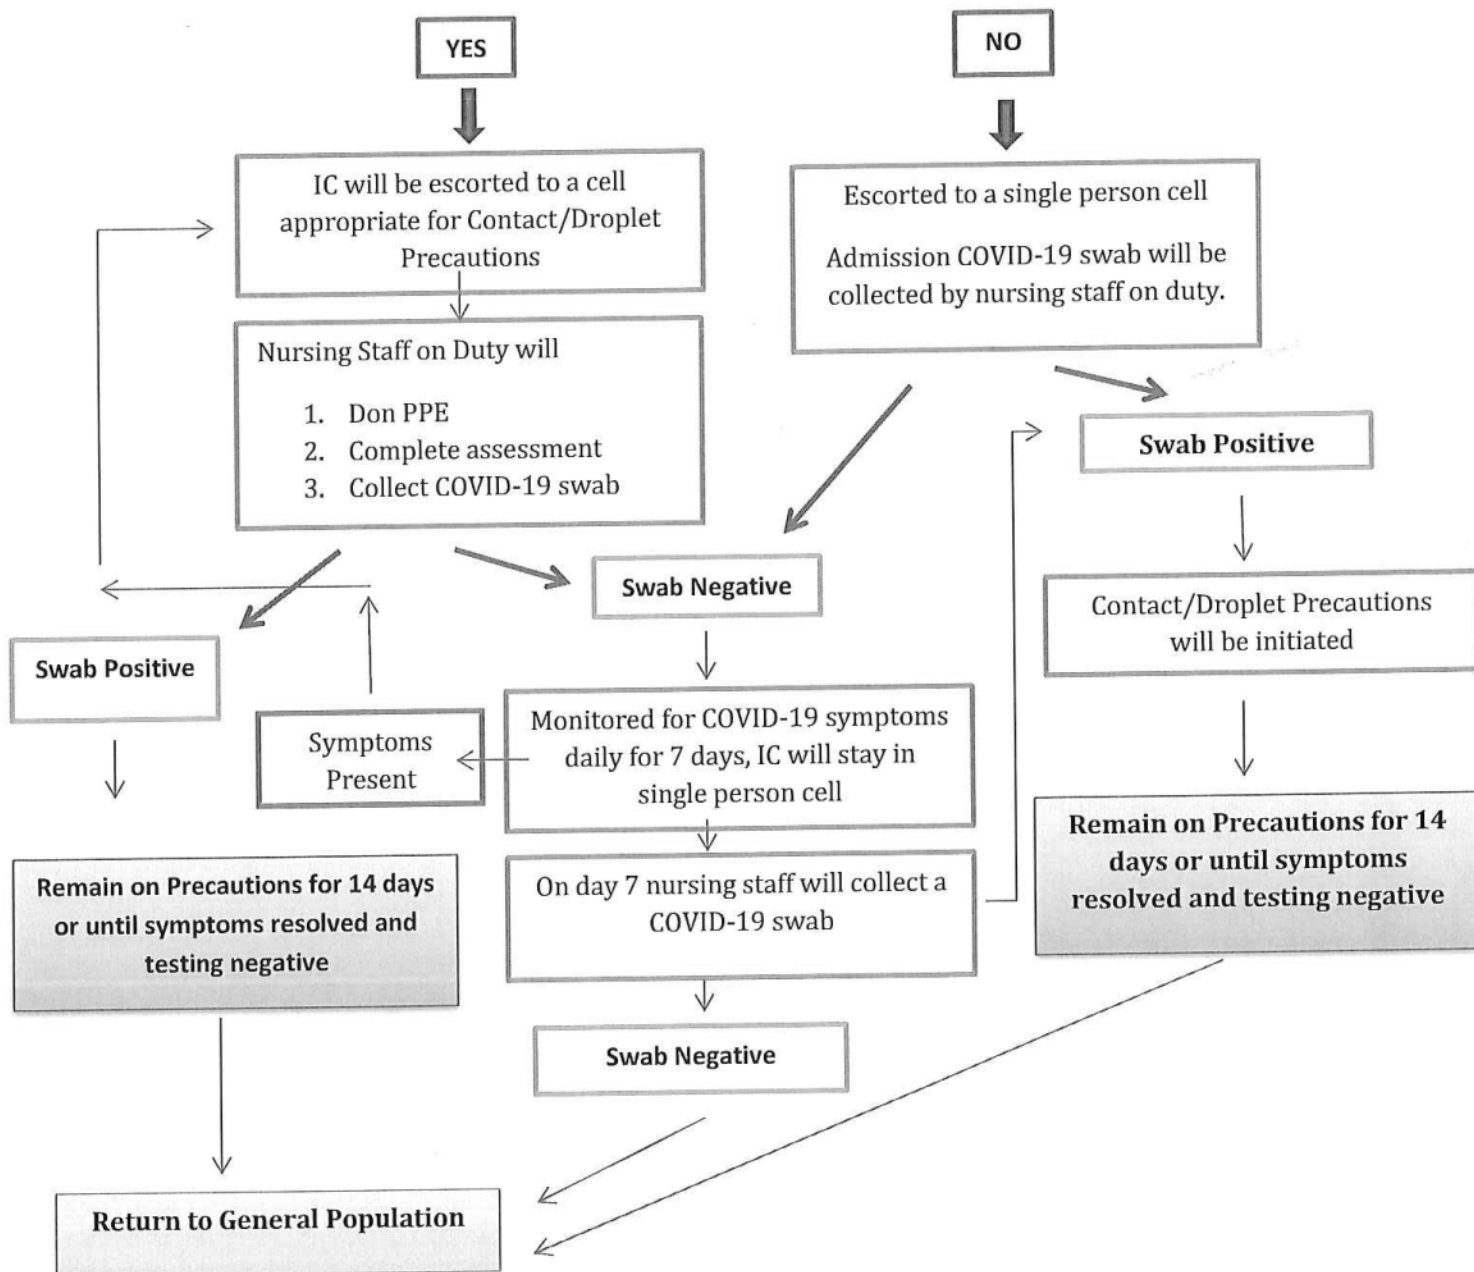 YES
NO
IC will be escorted to a cell
appropriate for Contact/Droplet
Precautions
Escorted to a single person cell
Admission COVID-19 swab will be
collected by nursing staff on duty.
Nursing Staff on Duty will
1. Don PPE
2. Complete assessment
3. Collect COVID-19 swab
Swab Positive
Swab Negative
Contact/Droplet Precautions
will be initiated
Swab Positive
Symptoms
Present
Monitored for COVID-19 symptoms
daily for 7 days, IC will stay in
single person cell
Remain on Precautions for 14
days or until symptoms
resolved and testing negative
Remain on Precautions for 14 days
or until symptoms resolved and
testing negative
On day 7 nursing staff will collect a
COVID-19 swab
Swab Negative
Return to General Population